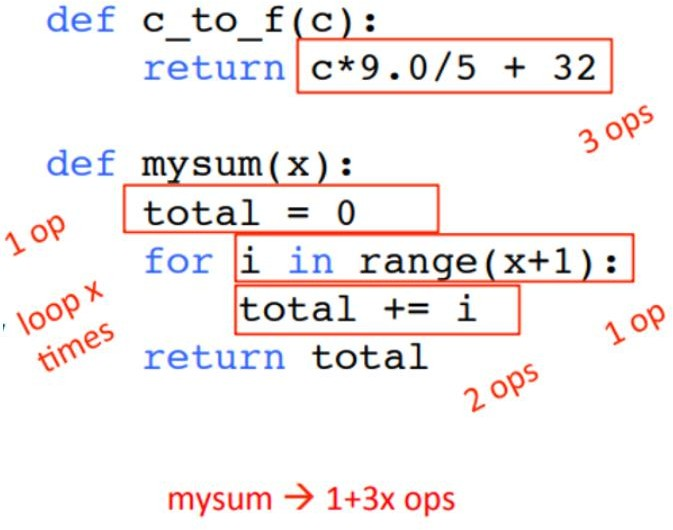 def c_to_f(c):
    return c*9.0/5 + 32
3 ops
def mysum(x):
    total = 0
1 op
    for i in range(x+1):
loop x
times
        total += i
1 op
    return total
2 ops
mysum → 1+3x ops